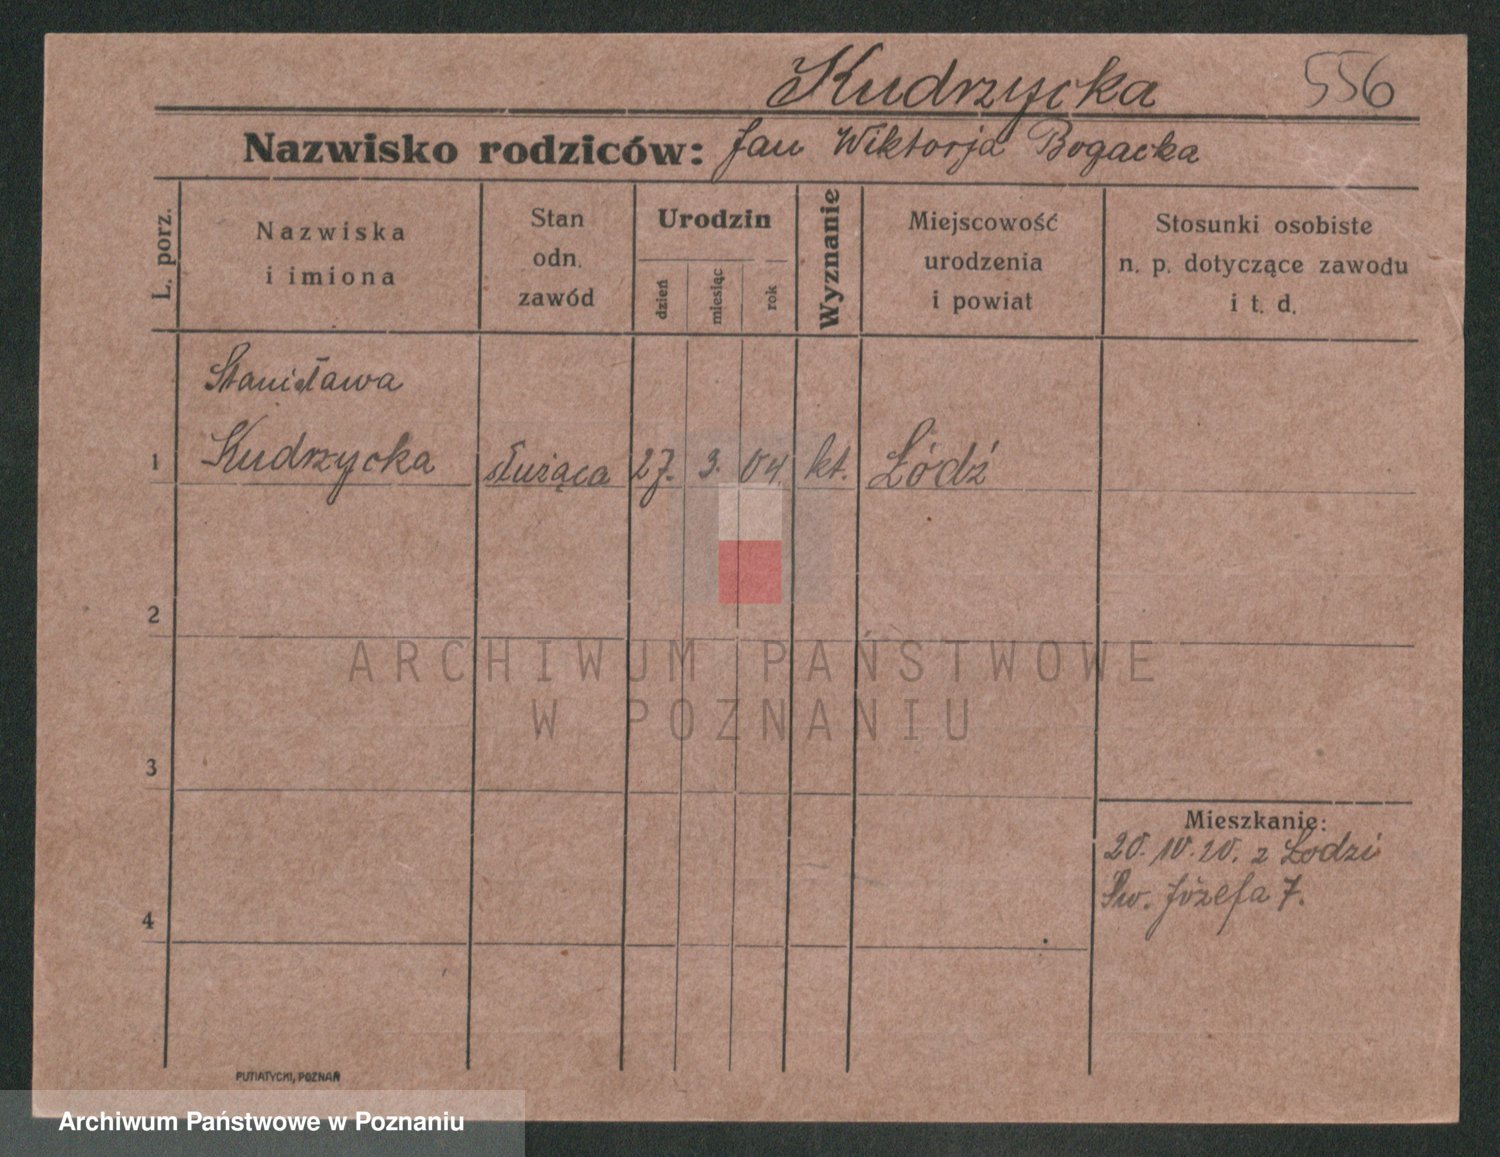 Kudrzycka 556
Nazwisko rodziców: Jan Wiktorja Bogacka
L. porz.
Nazwiska
i imiona
Stan
odn.
zawód
Urodzin
dzień
miesiąc
rok
Wyznanie
Miejscowość
urodzenia
i powiat
Stosunki osobiste
n. p. dotyczące zawodu
i t. d.
Stanisława
1 Kudrzycka służąca 27. 3. 04. kt. Łódź
2
ARCHIWUM PAŃSTWOWE
W POZNANIU
3
Mieszkanie:
20. 10. 20. z Łodzi
Św. Józefa 7.
4
PUTIATYCKI, POZNAŃ
Archiwum Państwowe w Poznaniu